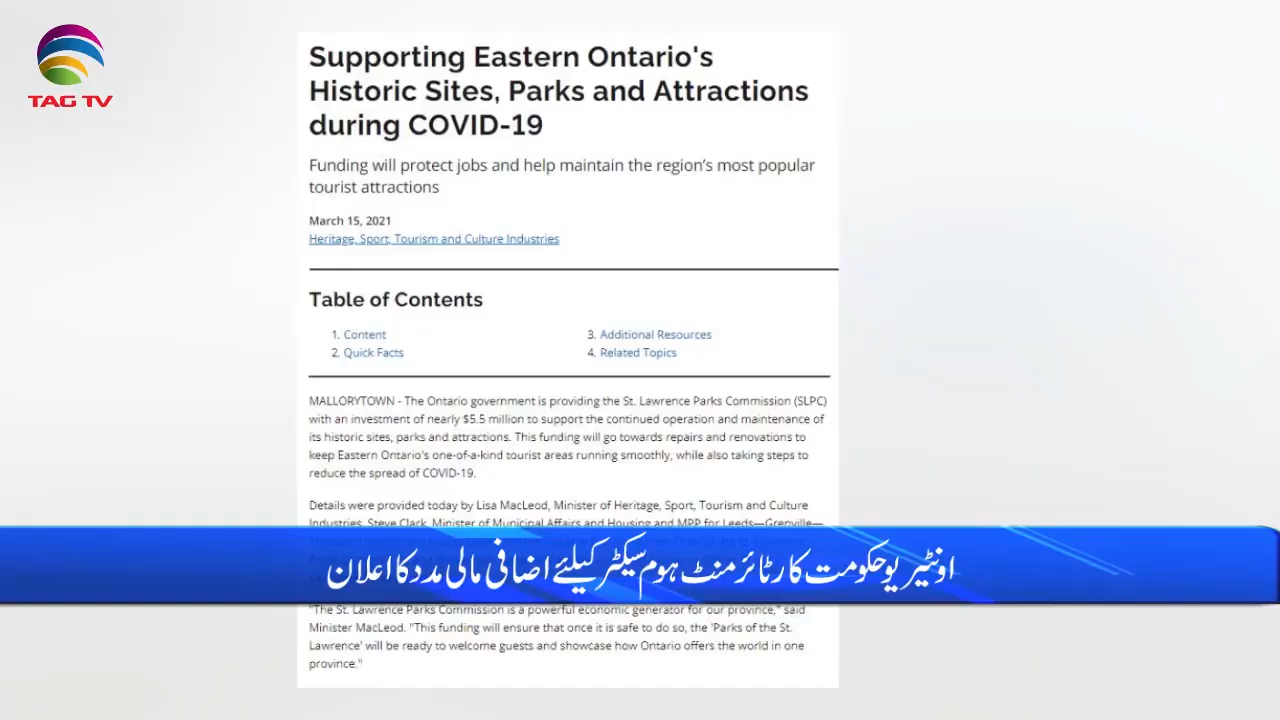 TAG TV
Supporting Eastern Ontario's
Historic Sites, Parks and Attractions
during COVID-19
Funding will protect jobs and help maintain the region's most popular
tourist attractions
March 15, 2021
Heritage, Sport, Tourism and Culture Industries
Table of Contents
1. Content
2. Quick Facts
3. Additional Resources
4. Related Topics
MALLORYTOWN - The Ontario government is providing the St. Lawrence Parks Commission (SLPC)
with an investment of nearly $5.5 million to support the continued operation and maintenance of
its historic sites, parks and attractions. This funding will go towards repairs and renovations to
keep Eastern Ontario's one-of-a-kind tourist areas running smoothly, while also taking steps to
reduce the spread of COVID-19.
Details were provided today by Lisa MacLeod, Minister of Heritage, Sport, Tourism and Culture
Industries, Steve Clark, Minister of Municipal Affairs and Housing and MPP for Leeds—Grenville—
اونٹیریو حکومت کا رٹائرمنٹ ہوم سیکٹر کیلئے اضافی مالی مدد کا اعلان
"The St. Lawrence Parks Commission is a powerful economic generator for our province," said
Minister MacLeod. "This funding will ensure that once it is safe to do so, the 'Parks of the St.
Lawrence' will be ready to welcome guests and showcase how Ontario offers the world in one
province."